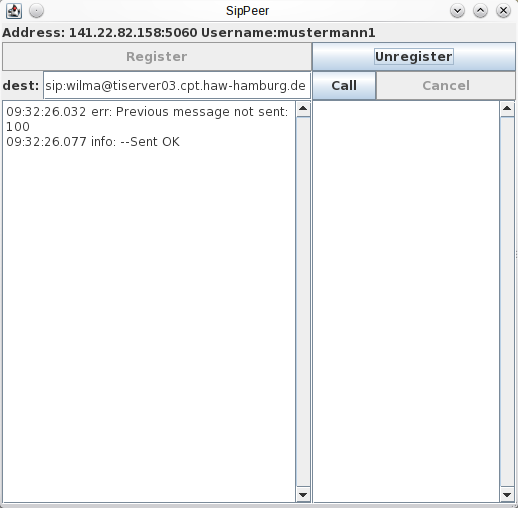 SipPeer
Address: 141.22.82.158:5060 Username:mustermann1
Register
Unregister
dest: sip:wilma@tiserver03.cpt.haw-hamburg.de
Call
Cancel
09:32:26.032 err: Previous message not sent:
100
09:32:26.077 info: --Sent OK